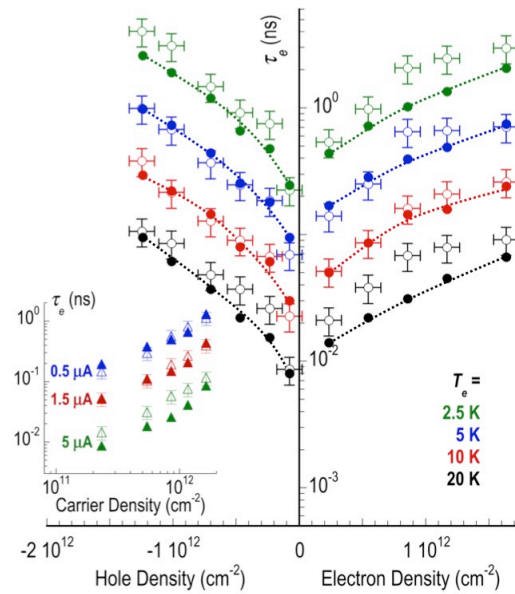 τe (ns)
10⁰
10⁻²
10⁻³
Te =
2.5 K
5 K
10 K
20 K
τe (ns)
10⁰
10⁻¹
10⁻²
0.5 μA
1.5 μA
5 μA
10¹¹ 10¹²
Carrier Density (cm⁻²)
-2 10¹² -1 10¹² 0 1 10¹²
Hole Density (cm⁻²) Electron Density (cm⁻²)